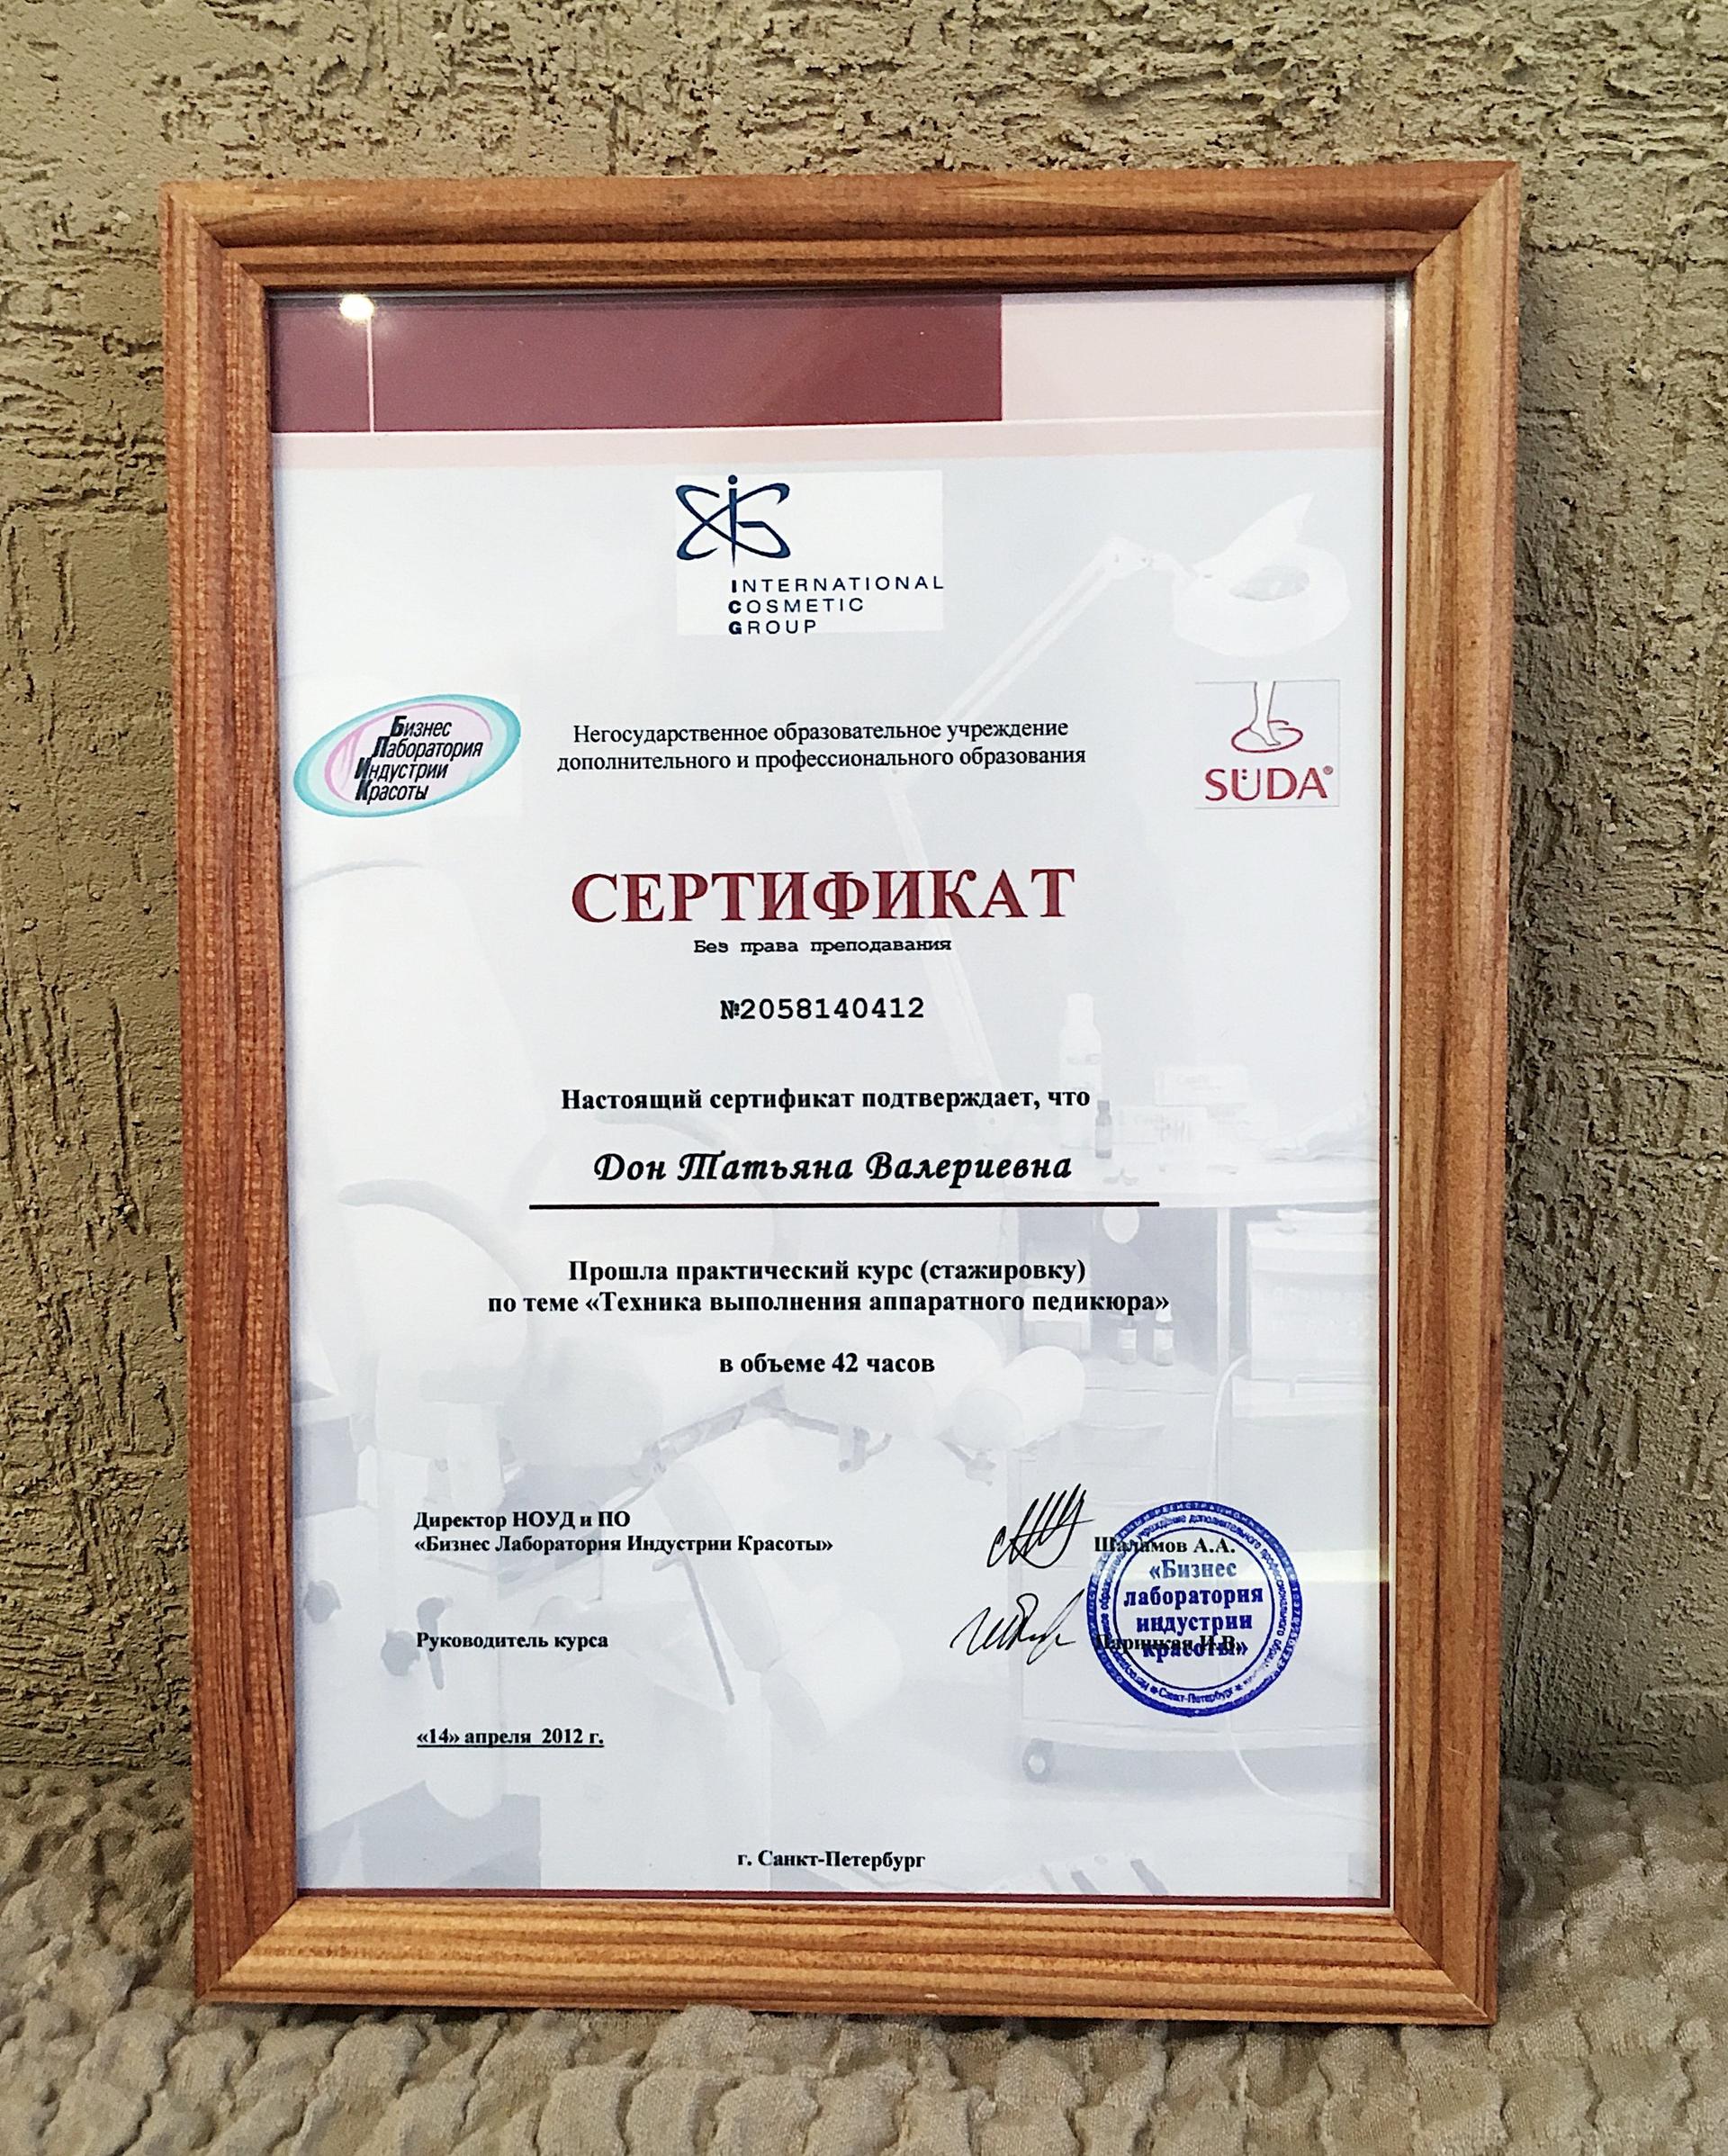 INTERNATIONAL
COSMETIC
GROUP
Бизнес
Лаборатория
Индустрии
Красоты
Негосударственное образовательное учреждение
дополнительного и профессионального образования
SÜDA®
СЕРТИФИКАТ
Без права преподавания
№2058140412
Настоящий сертификат подтверждает, что
Дон Татьяна Валериевна
Прошла практический курс (стажировку)
по теме «Техника выполнения аппаратного педикюра»
в объеме 42 часов
Директор НОУД и ПО
«Бизнес Лаборатория Индустрии Красоты»
Шаламов А.А.
«Бизнес
лаборатория
индустрии
красоты»
Санкт-Петербург
Руководитель курса
И.В.
«14» апреля 2012 г.
г. Санкт-Петербург